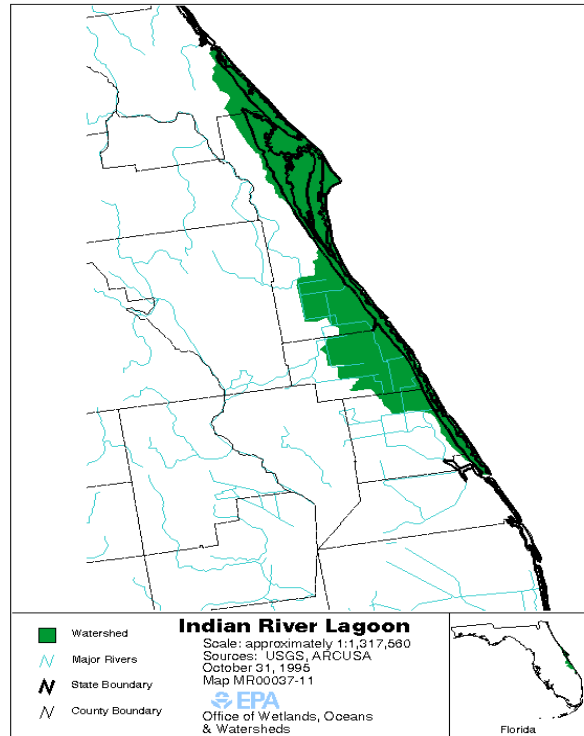 Indian River Lagoon
Scale: approximately 1:1,317,560
Sources: USGS, ARCUSA
October 31, 1995
Map MR00037-11
EPA
Office of Wetlands, Oceans
& Watersheds
Watershed
Major Rivers
State Boundary
County Boundary
Florida